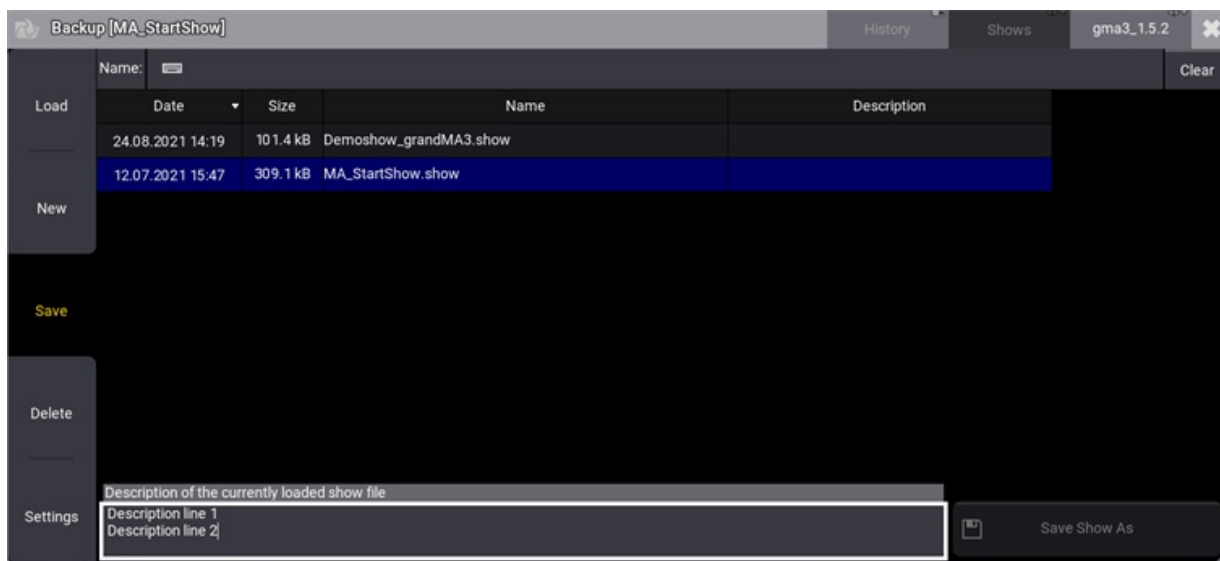 Backup [MA_StartShow]
History
Shows
gma3_1.5.2
Name:
Clear
Load
New
Save
Delete
Settings
Date Size Name Description
24.08.2021 14:19 101.4 kB Demoshow_grandMA3.show
12.07.2021 15:47 309.1 kB MA_StartShow.show
Description of the currently loaded show file
Description line 1
Description line 2
Save Show As